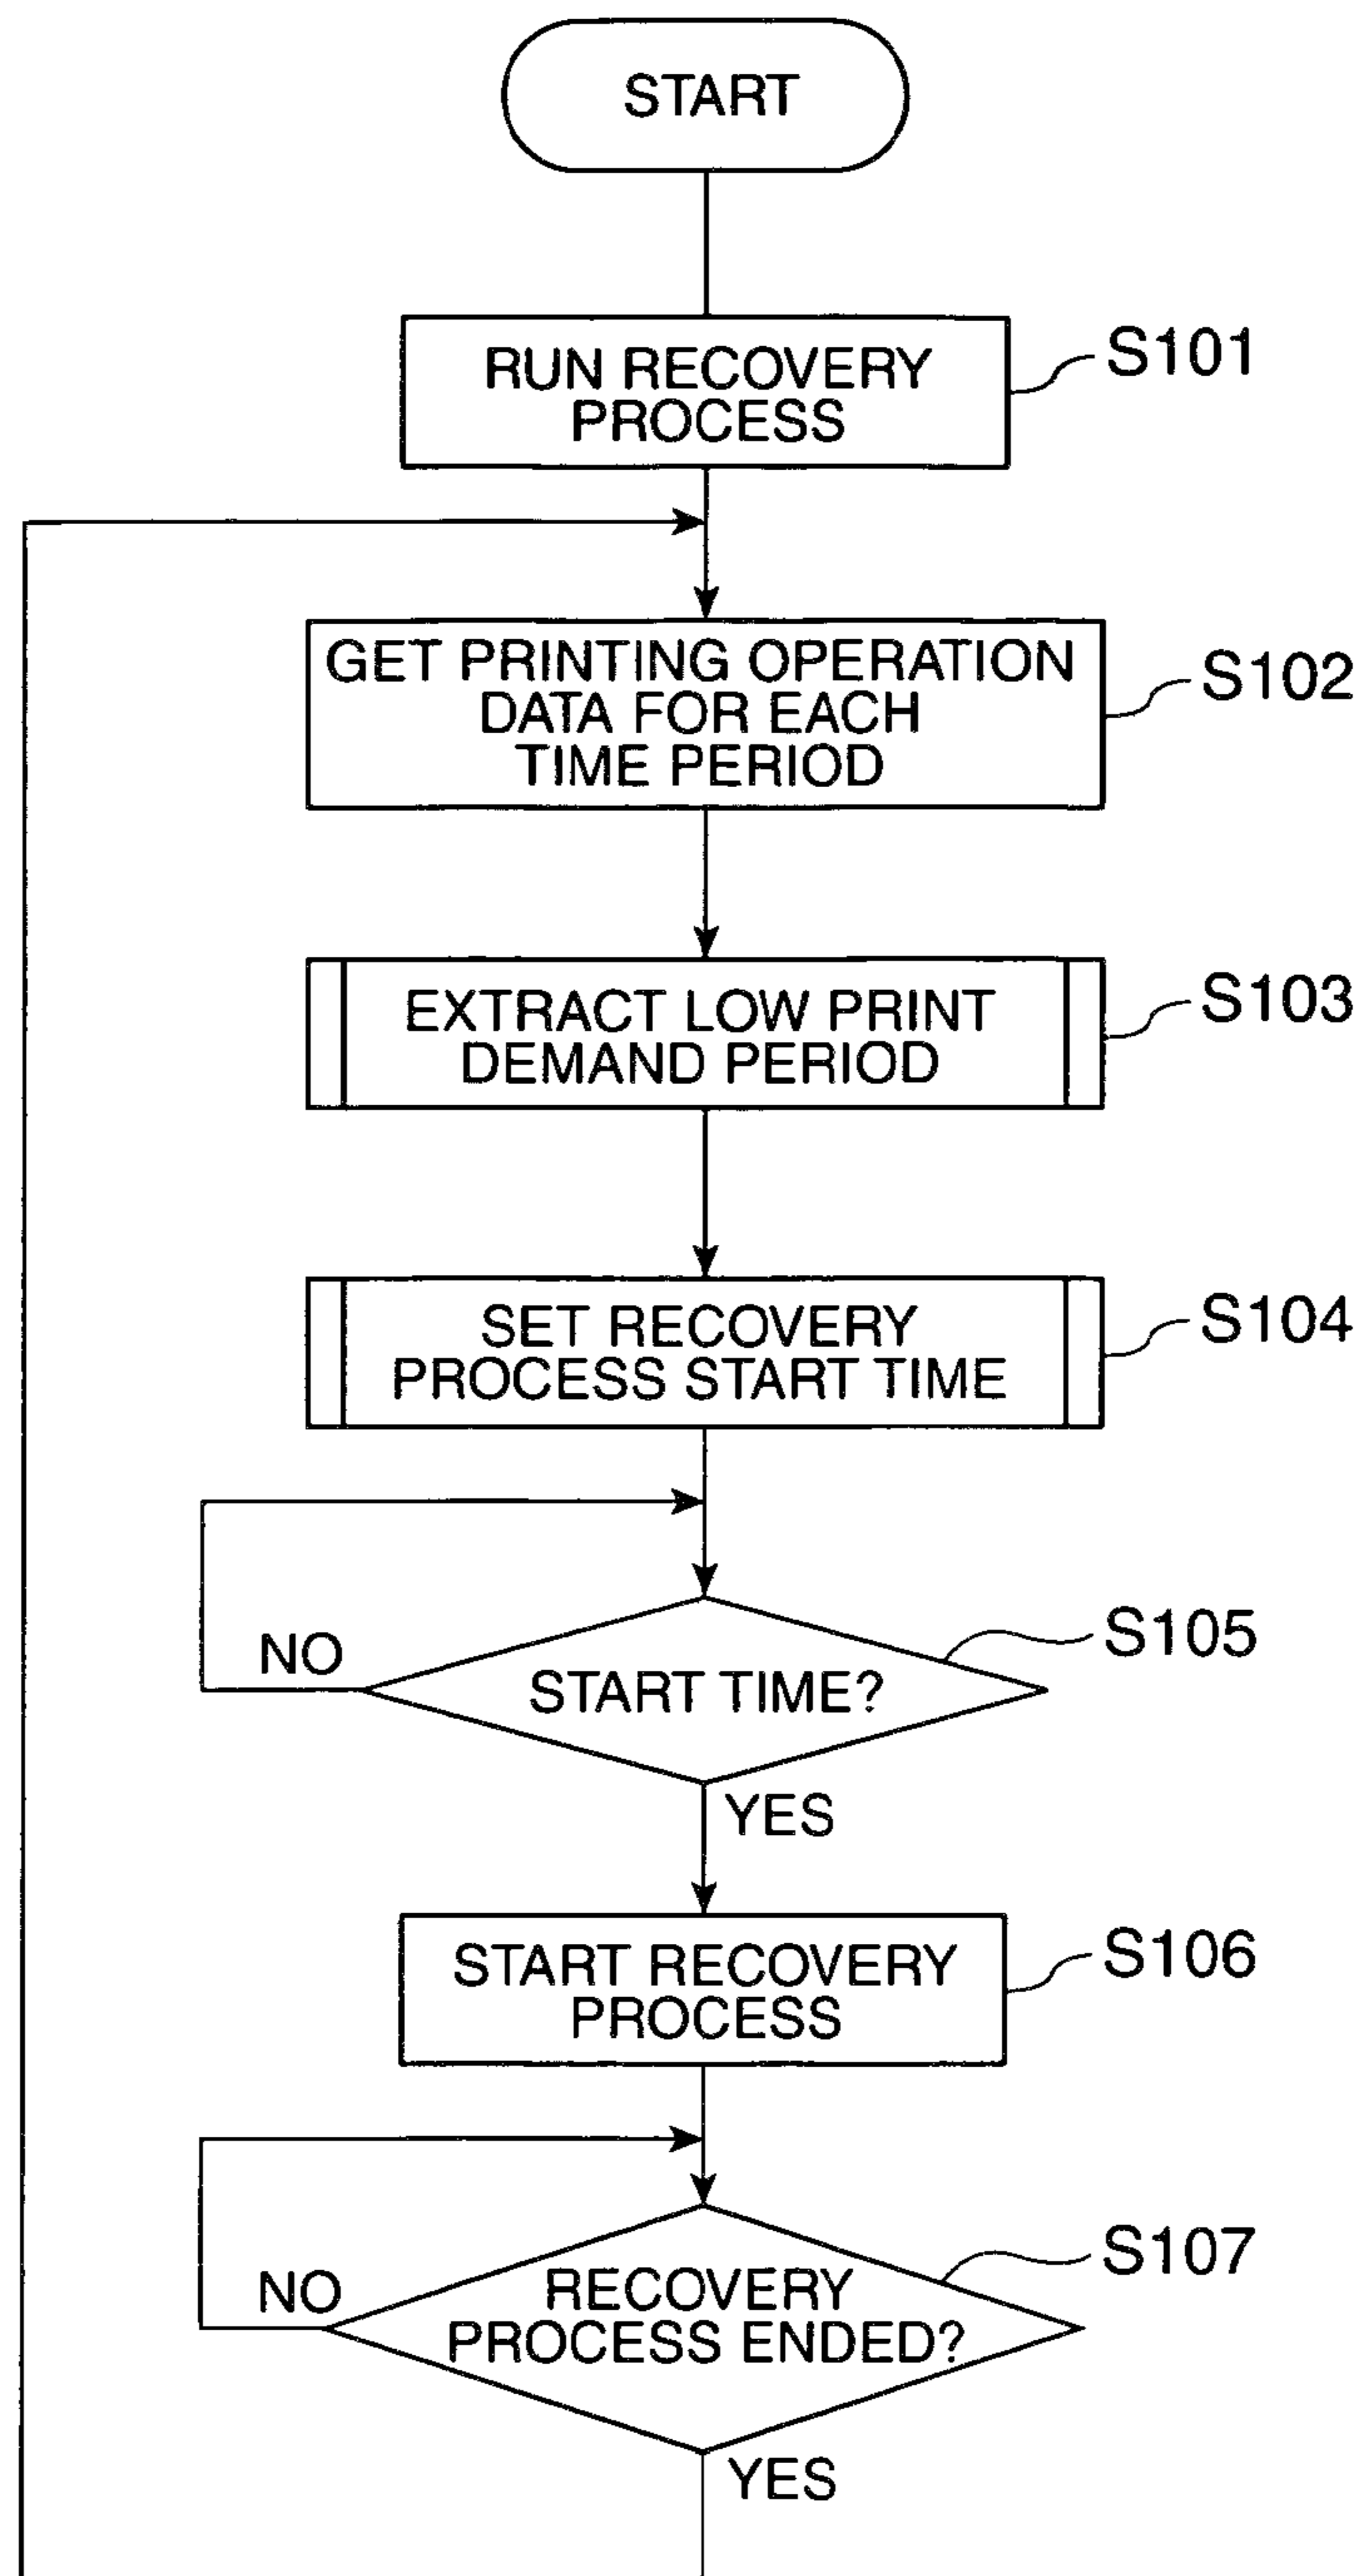 START
RUN RECOVERY
PROCESS
S101
GET PRINTING OPERATION
DATA FOR EACH
TIME PERIOD
S102
EXTRACT LOW PRINT
DEMAND PERIOD
S103
SET RECOVERY
PROCESS START TIME
S104
START TIME?
S105
NO
YES
START RECOVERY
PROCESS
S106
RECOVERY
PROCESS ENDED?
S107
NO
YES